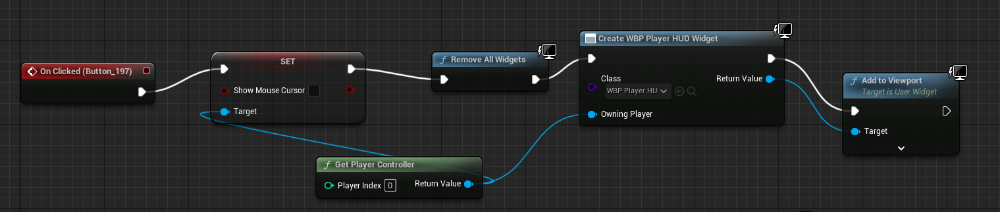 On Clicked (Button_197)
SET
Show Mouse Cursor
Target
Remove All Widgets
Create WBP Player HUD Widget
Class
WBP Player HU
Return Value
Owning Player
Add to Viewport
Target is User Widget
Target
Get Player Controller
Player Index 0
Return Value